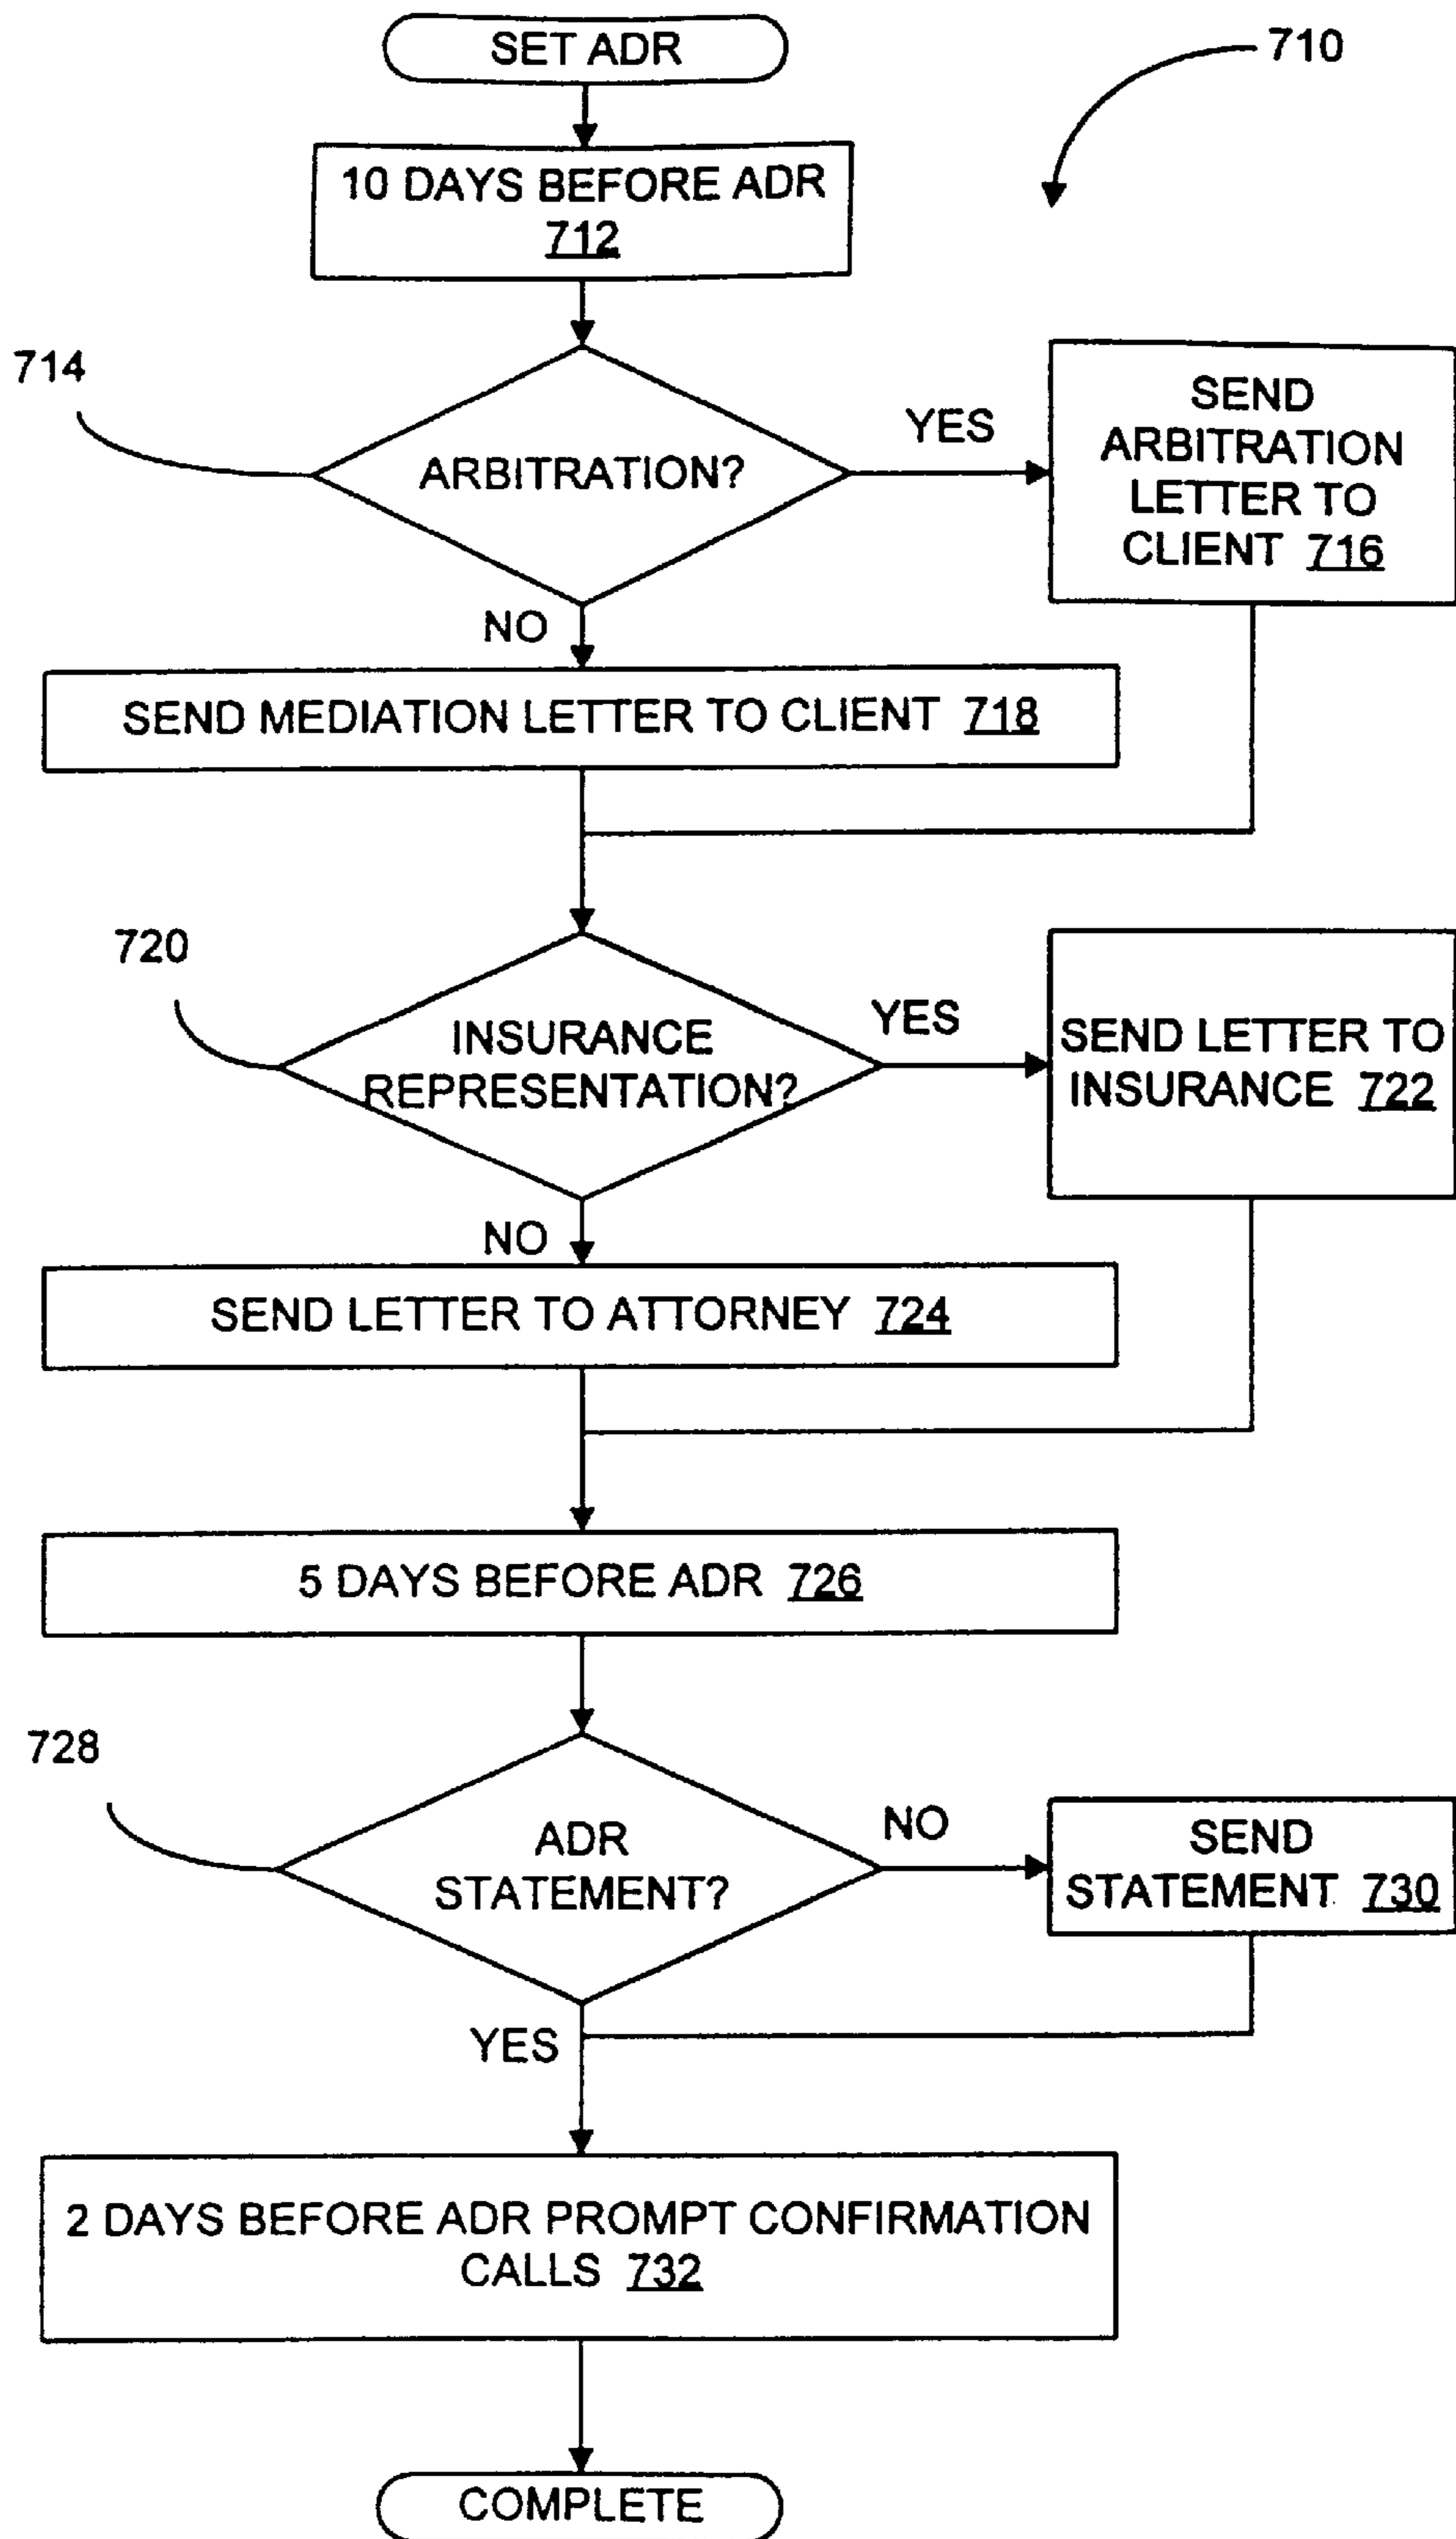 SET ADR
710
10 DAYS BEFORE ADR
712
714
ARBITRATION?
YES
SEND
ARBITRATION
LETTER TO
CLIENT 716
NO
SEND MEDIATION LETTER TO CLIENT 718
720
INSURANCE
REPRESENTATION?
YES
SEND LETTER TO
INSURANCE 722
NO
SEND LETTER TO ATTORNEY 724
5 DAYS BEFORE ADR 726
728
ADR
STATEMENT?
NO
SEND
STATEMENT 730
YES
2 DAYS BEFORE ADR PROMPT CONFIRMATION
CALLS 732
COMPLETE